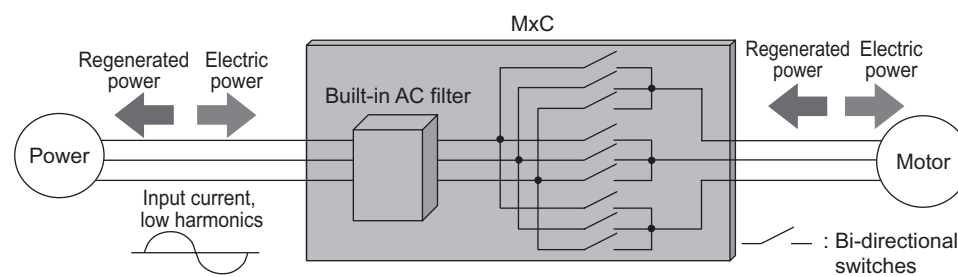 MxC
Regenerated
power
Electric
power
Built-in AC filter
Regenerated
power
Electric
power
Power
Motor
Input current,
low harmonics
: Bi-directional
switches